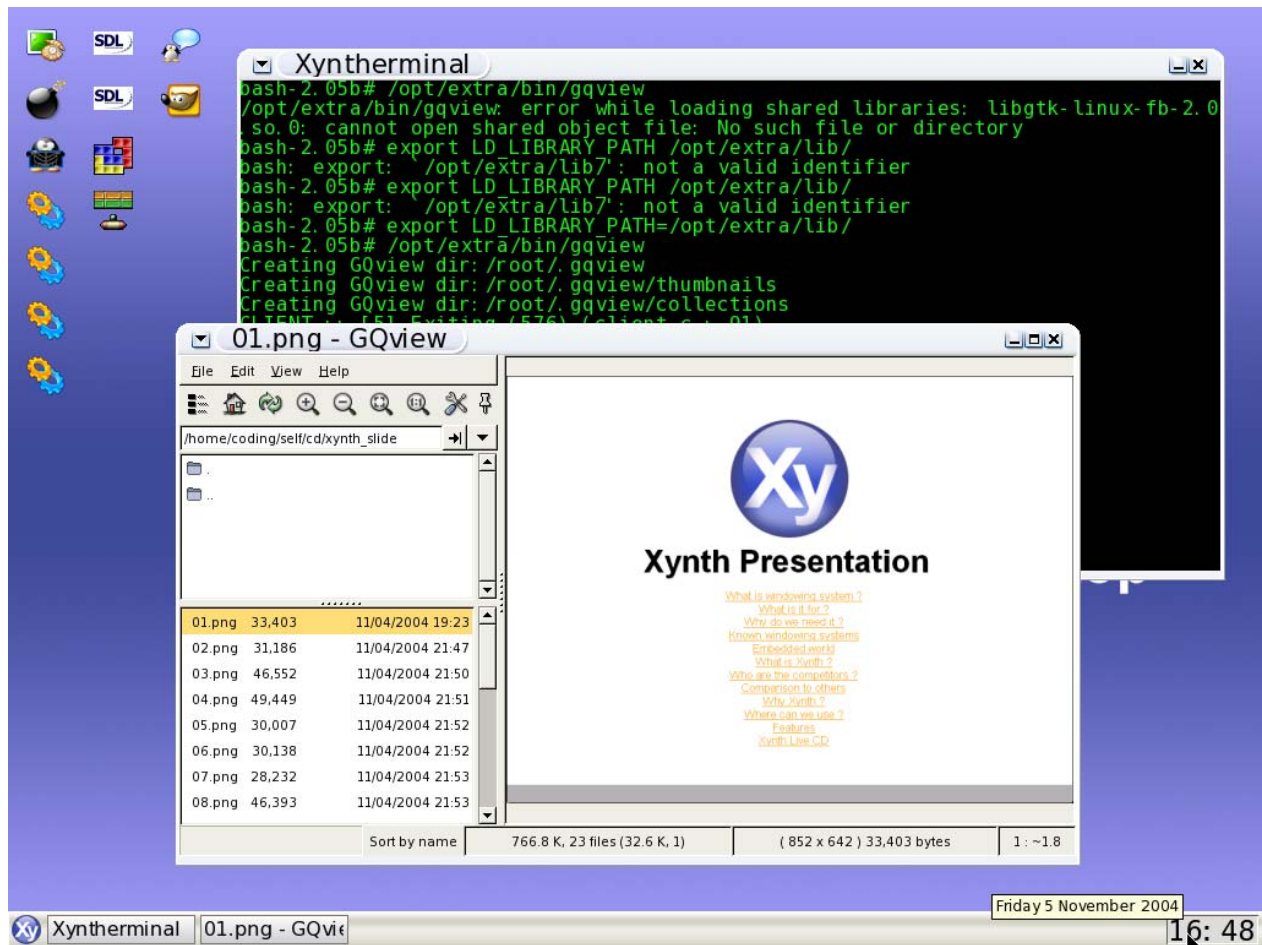 SDL
SDL
Xyntherminal
bash-2.05b# /opt/extra/bin/gqview
/opt/extra/bin/gqview: error while loading shared libraries: libgtk-linux-fb-2.0
.so.0: cannot open shared object file: No such file or directory
bash-2.05b# export LD_LIBRARY_PATH /opt/extra/lib/
bash: export: `/opt/extra/lib/': not a valid identifier
bash-2.05b# export LD_LIBRARY_PATH /opt/extra/lib/
bash: export: `/opt/extra/lib/': not a valid identifier
bash-2.05b# export LD_LIBRARY_PATH=/opt/extra/lib/
bash-2.05b# /opt/extra/bin/gqview
Creating GQview dir:/root/.gqview
Creating GQview dir:/root/.gqview/thumbnails
Creating GQview dir:/root/.gqview/collections
01.png - GQview
File Edit View Help
/home/coding/self/cd/xynth_slide
.
..
01.png 33,403 11/04/2004 19:23
02.png 31,186 11/04/2004 21:47
03.png 46,552 11/04/2004 21:50
04.png 49,449 11/04/2004 21:51
05.png 30,007 11/04/2004 21:52
06.png 30,138 11/04/2004 21:52
07.png 28,232 11/04/2004 21:53
08.png 46,393 11/04/2004 21:53
Xy
Xynth Presentation
What is windowing system ?
What is it for ?
Why do we need it ?
Known windowing systems
Embedded world
What is Xynth ?
Who are the competitors ?
Comparison to others
Why Xynth ?
Where can we use ?
Features
Xynth Live CD
Sort by name 766.8 K, 23 files (32.6 K, 1) ( 852 x 642 ) 33,403 bytes 1 : ~1.8
Friday 5 November 2004
Xy Xyntherminal 01.png - GQvie 16: 48